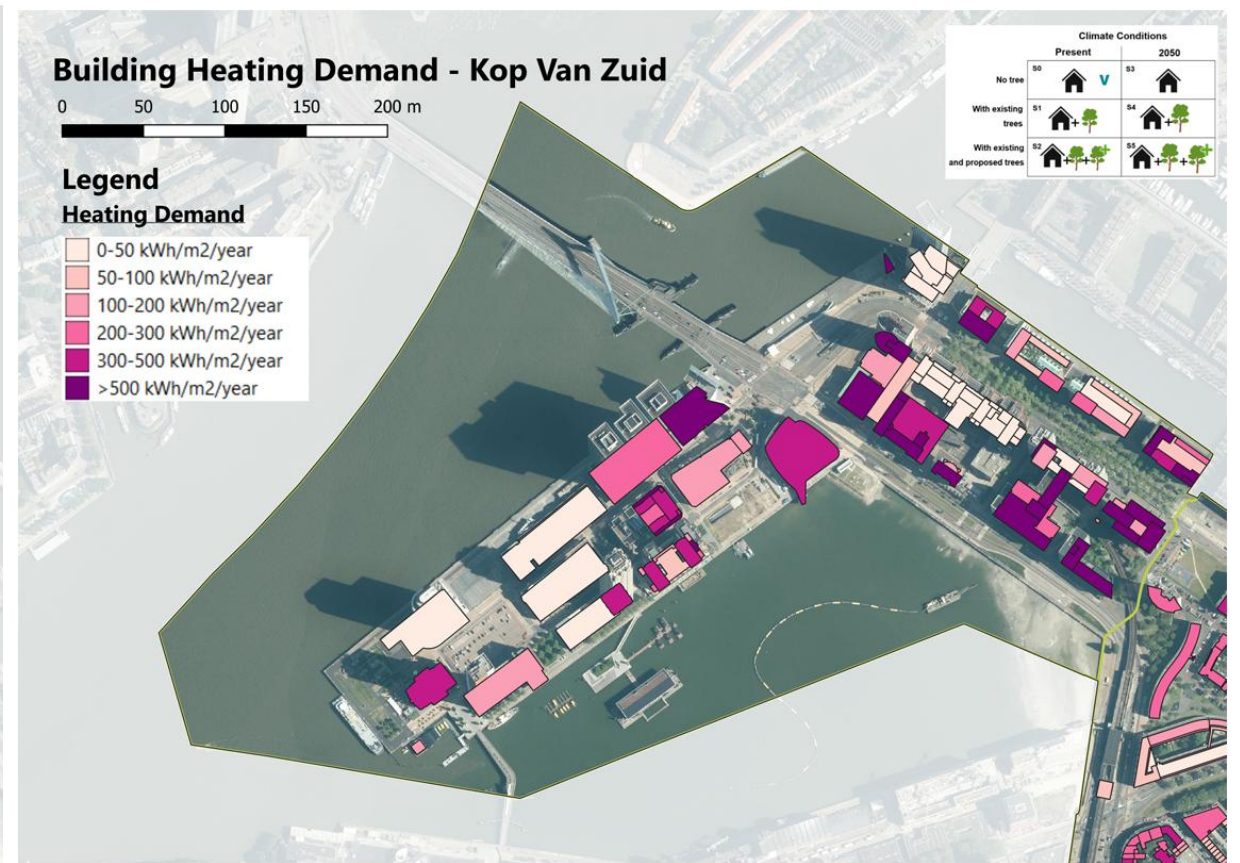 Building Heating Demand - Kop Van Zuid
0 50 100 150 200 m
Legend
Heating Demand
0-50 kWh/m2/year
50-100 kWh/m2/year
100-200 kWh/m2/year
200-300 kWh/m2/year
300-500 kWh/m2/year
>500 kWh/m2/year
Climate Conditions
Present 2050
No tree S0 V S3
With existing S1 + S4 +
trees
With existing S2 + + + S5 + + +
and proposed trees